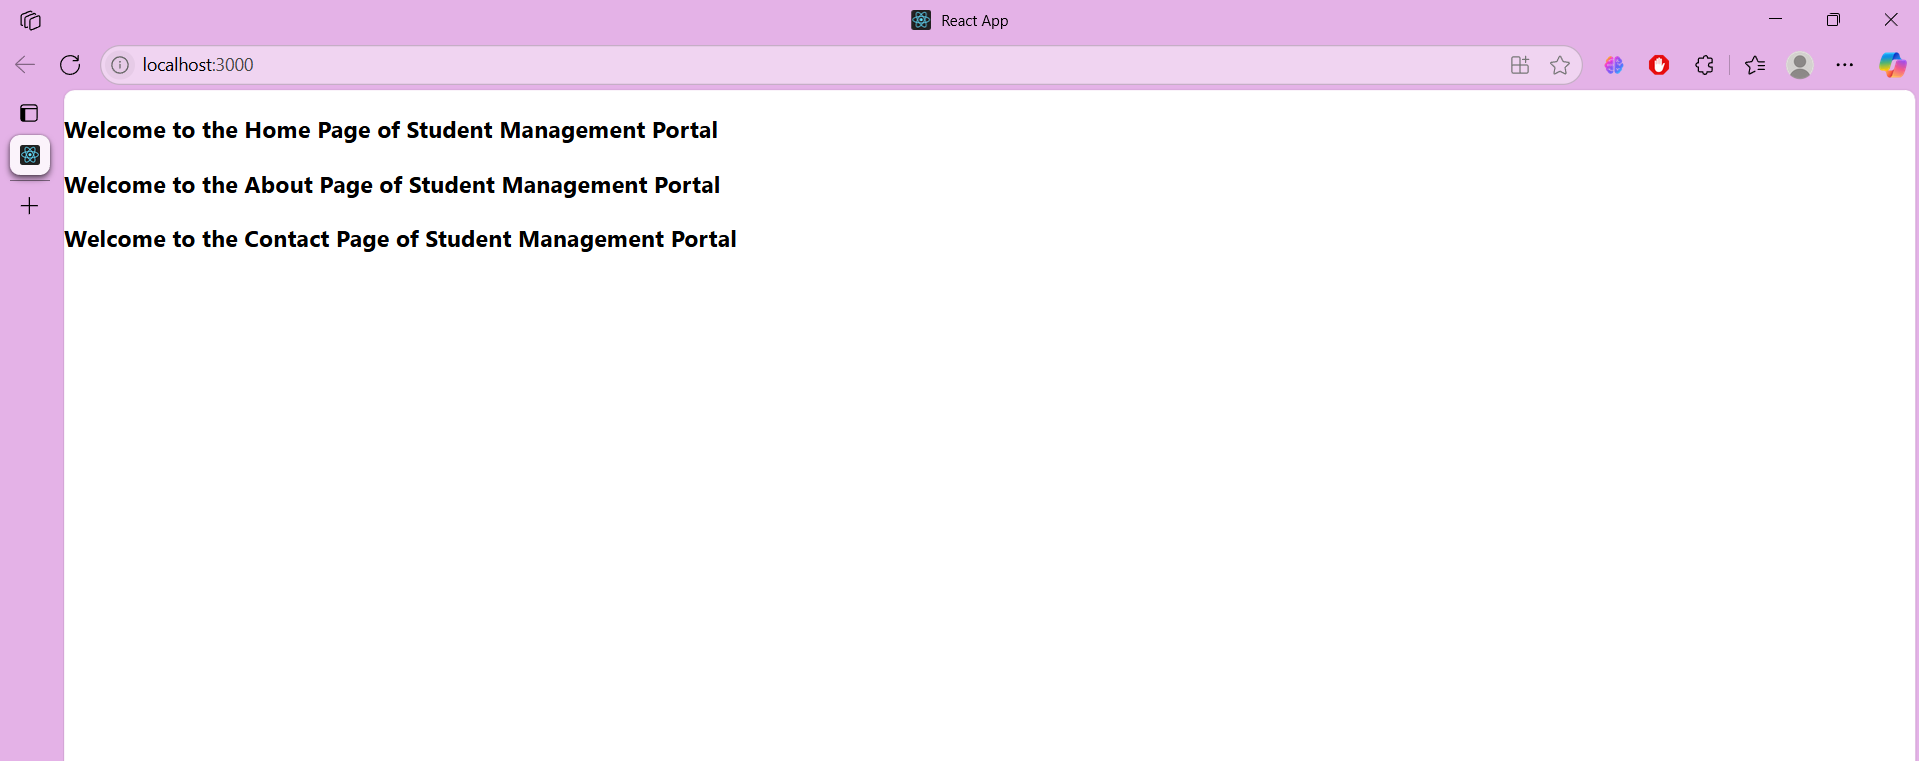 React App
localhost:3000
Welcome to the Home Page of Student Management Portal
Welcome to the About Page of Student Management Portal
Welcome to the Contact Page of Student Management Portal